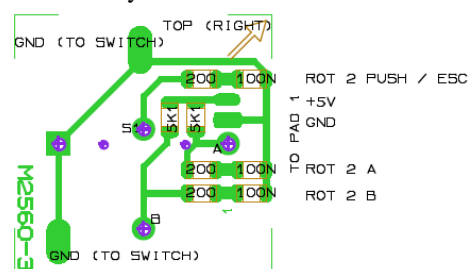 TOP (RIGHT)
GND (TO SWITCH)
200 100N ROT 2 PUSH / ESC
+5V
5K1 5K1
S1
GND
TO PAD 1
A
200 100N ROT 2 A
200 100N ROT 2 B
1
B
M2560-3
GND (TO SWITCH)